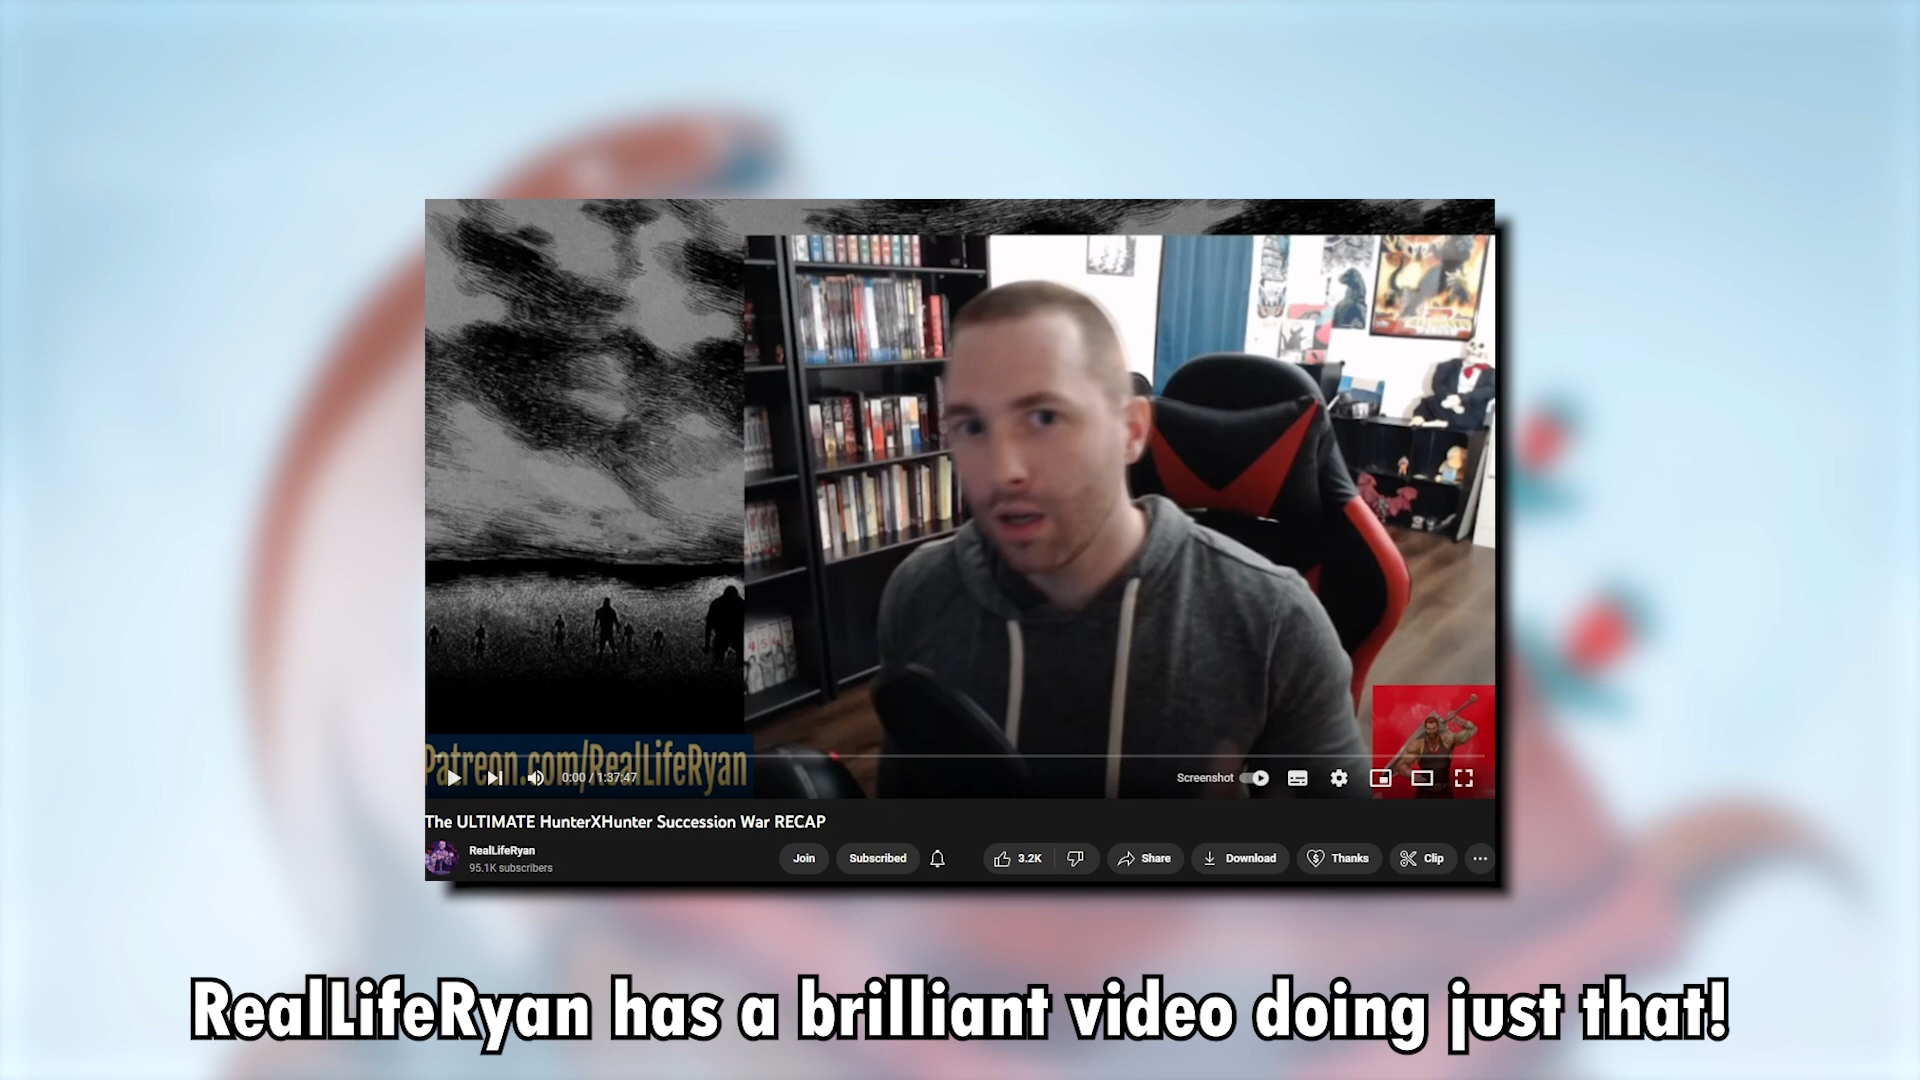 Patreon.com/RealLifeRyan
0:00 / 1:37:47
Screenshot
The ULTIMATE HunterXHunter Succession War RECAP
RealLifeRyan
95.1K subscribers
Join
Subscribed
3.2K
Share
Download
Thanks
Clip
RealLifeRyan has a brilliant video doing just that!